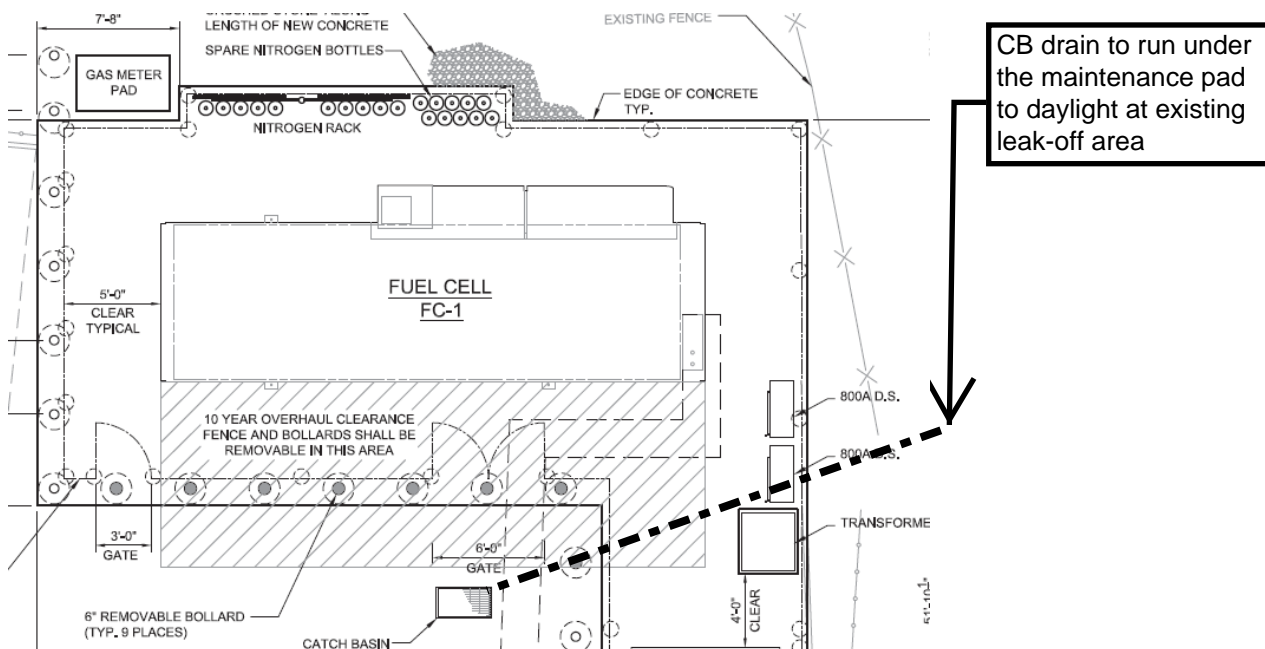 7'-8"
LENGTH OF NEW CONCRETE
SPARE NITROGEN BOTTLES
EXISTING FENCE
CB drain to run under
the maintenance pad
to daylight at existing
leak-off area
GAS METER
PAD
EDGE OF CONCRETE
TYP.
NITROGEN RACK
FUEL CELL
FC-1
5'-0"
CLEAR
TYPICAL
10 YEAR OVERHAUL CLEARANCE
FENCE AND BOLLARDS SHALL BE
REMOVABLE IN THIS AREA
800A D.S.
800A D.S.
TRANSFORME
3'-0"
GATE
6'-0"
GATE
4'-0"
CLEAR
6" REMOVABLE BOLLARD
(TYP. 9 PLACES)
CATCH BASIN